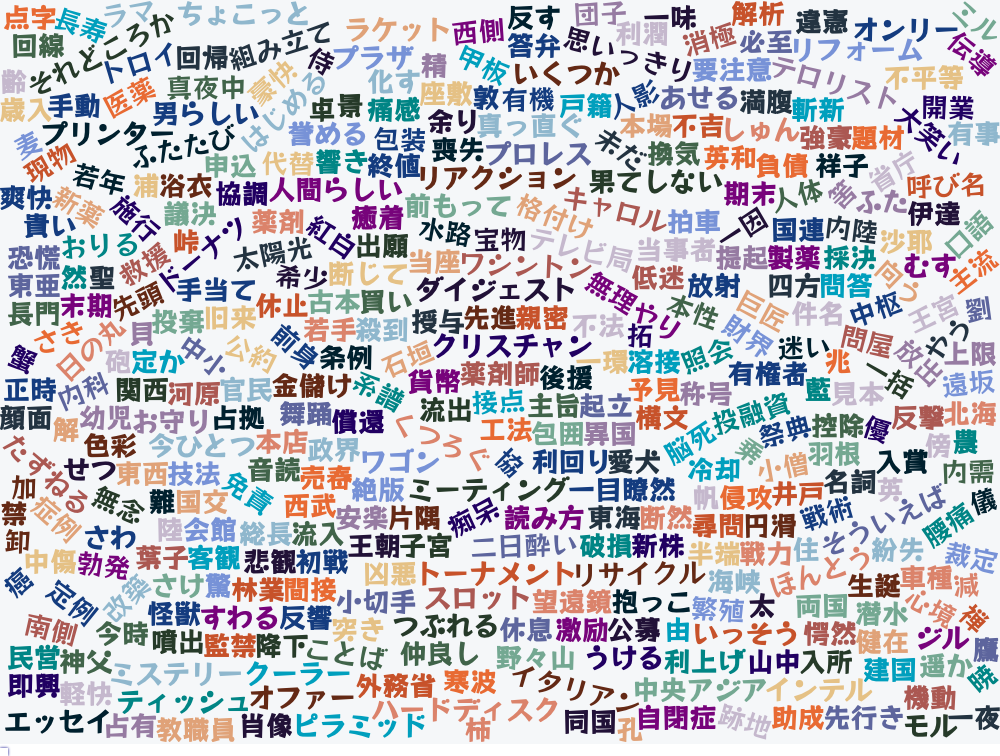 点字
長寿
ラマ
ちょこっと
ラケット
西側
反す
団子
利潤
一味
解析
違憲
オンリー
ミル
回線
それどころか
トロイ
回帰
組み立て
侍
プラザ
精
甲板
答弁
思いっきり
消極
必至
リフォーム
伝導
齢
歳入
手動
医薬
真夜中
豪快
はじめる
化す
座敷
いくつか
要注意
テロリスト
不平等
男らしい
卓
景
痛感
敦
有機
戸籍
人影
あせる
満腹
斬新
大笑い
開業
有事
麦
プリンター
ふたたび
誉める
包装
余り
真っ直ぐ
未だ
本場
不吉
しゅん
強豪
題材
現物
若年
申込
代替
響き
終値
喪失
プロレス
換気
英和
負債
祥子
省庁
呼び名
爽快
新薬
浦
浴衣
協調
人間らしい
リアクション
果てしない
期末
人体
ふた
伊達
口語
貴い
施行
議決
薬剤
癒着
前もって
格付け
キャロル
拍車
一因
国連
内陸
沙耶
恐慌
おりる
峠
ドーナツ
太陽光
紅白
出願
水路
宝物
テレビ局
当事者
提起
製薬
採決
向う
むす
主流
東亜
然
聖
救援
手当て
希少
断じて
当座
ワシントン
低迷
放射
四方
問答
長門
末期
先頭
休止
古本
買い
ダイジェスト
無理やり
本性
巨匠
件名
中枢
王宮
劉
さき
日の丸
貝
投棄
旧来
前身
若手
殺到
授与
先進
親密
不法
拓
財界
迷い
問屋
放出
やう
上限
蟹
砲
定か
中小
公約
条例
石垣
クリスチャン
一環
溶接
照会
兆
一括
遠坂
正時
内科
関西
河原
官民
金儲け
系譜
貨幣
薬剤師
後援
予見
称号
有権者
藍
見本
顔面
解
幼児
お守り
占拠
舞踊
償還
流出
接点
主旨
起立
構文
投融資
祭典
控除
優
反撃
北海
たずねる
色彩
今ひとつ
本店
政界
くつろぐ
工法
包囲
異国
脳死
乗
羽根
傍
農
せつ
東西
技法
音読
売春
ワゴン
協
利回り
愛犬
冷却
小僧
名詞
入賞
内需
加
無念
難
国交
免責
西武
絶版
ミーティング
一目瞭然
帆
侵攻
井戸
英
儀
禁
症例
さわ
陸
会館
総長
流入
安楽
片隅
痴呆
読み方
東海
断然
尋問
円滑
戦術
そういえば
腰痛
卸
中傷
勃発
葉子
客観
悲観
初戦
王朝
子宮
二日酔い
破損
新株
半端
戦力
住
ほんとう
紛失
裁定
癌
定例
改築
さけ
驚
林業
間接
凶悪
トーナメント
リサイクル
海峡
生誕
車種
減
南側
今時
怪獣
すわる
反響
小切手
スロット
望遠鏡
抱っこ
繁殖
太
両国
潜水
心境
禅
噴出
監禁
降下
ことば
突き
つぶれる
休息
激励
公募
由
いっそう
愕然
健在
ジル
鷹
民営
神父
仲良し
野々山
うける
利上げ
山中
入所
建国
遥か
暁
即興
軽快
ミステリー
クーラー
外務省
寒波
イタリアン
中央アジア
インテル
機動
ティッシュ
オファー
ハードディスク
エッセイ
占有
教職員
肖像
ピラミッド
柿
同国
孔
自閉症
跡地
助成
先行き
モル
一夜